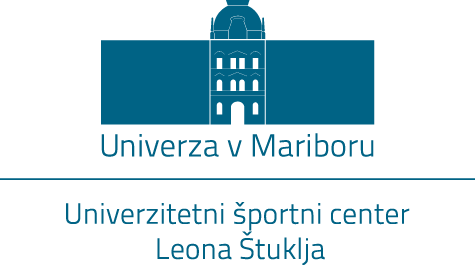 Univerza v Mariboru
Univerzitetni športni center
Leona Štuklja